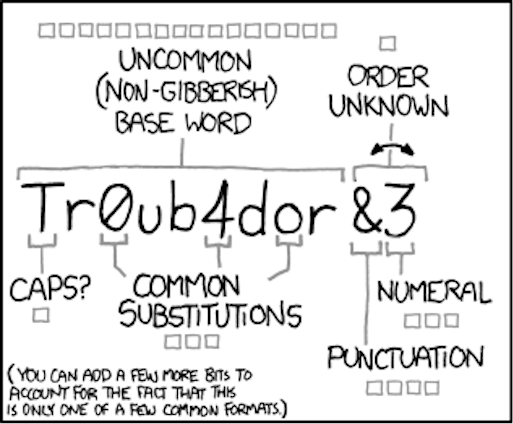 UNCOMMON
(NON-GIBBERISH)
BASE WORD
ORDER
UNKNOWN
Tr0ub4dor &3
CAPS?
COMMON
SUBSTITUTIONS
NUMERAL
PUNCTUATION
(YOU CAN ADD A FEW MORE BITS TO
ACCOUNT FOR THE FACT THAT THIS
IS ONLY ONE OF A FEW COMMON FORMATS.)